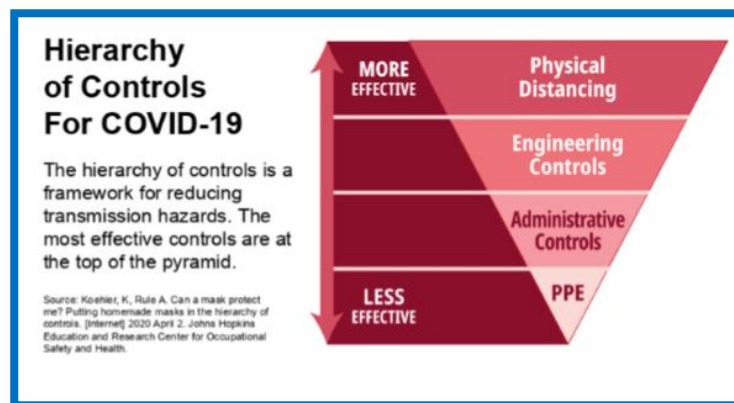 Hierarchy
of Controls
For COVID-19
The hierarchy of controls is a
framework for reducing
transmission hazards. The
most effective controls are at
the top of the pyramid.
Source: Koehler, K, Rule A. Can a mask protect
me? Putting homemade masks in the hierarchy of
controls. [Internet] 2020 April 2. Johns Hopkins
Education and Research Center for Occupational
Safety and Health.
MORE
EFFECTIVE
Physical
Distancing
Engineering
Controls
Administrative
Controls
LESS
EFFECTIVE
PPE